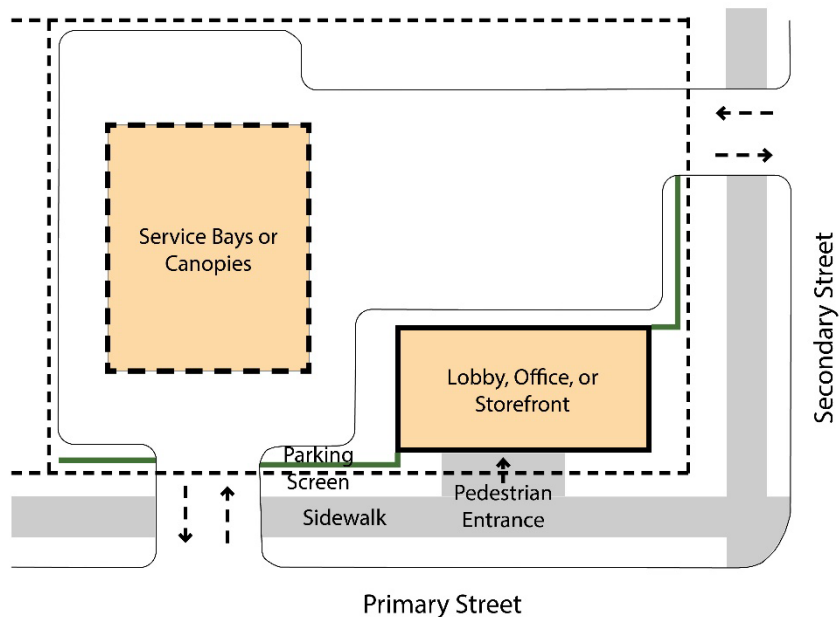 Service Bays or
Canopies
Lobby, Office, or
Storefront
Parking
Screen
Pedestrian
Entrance
Sidewalk
Primary Street
Secondary Street